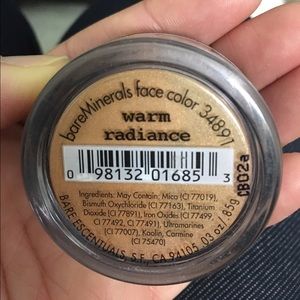 bareMinerals face color 34891
warm
radiance
0 98132 01685 3
CB02a
Ingredients: May Contain: Mica (CI 77019),
Bismuth Oxychloride (CI 77163), Titanium
Dioxide (CI 77891), Iron Oxides (CI 77499,
CI 77492, CI 77491), Ultramarines
(CI 77007), Kaolin, Carmine
(CI 75470)
BARE ESCENTUALS, S.F., CA 94105 .03 oz / .85g